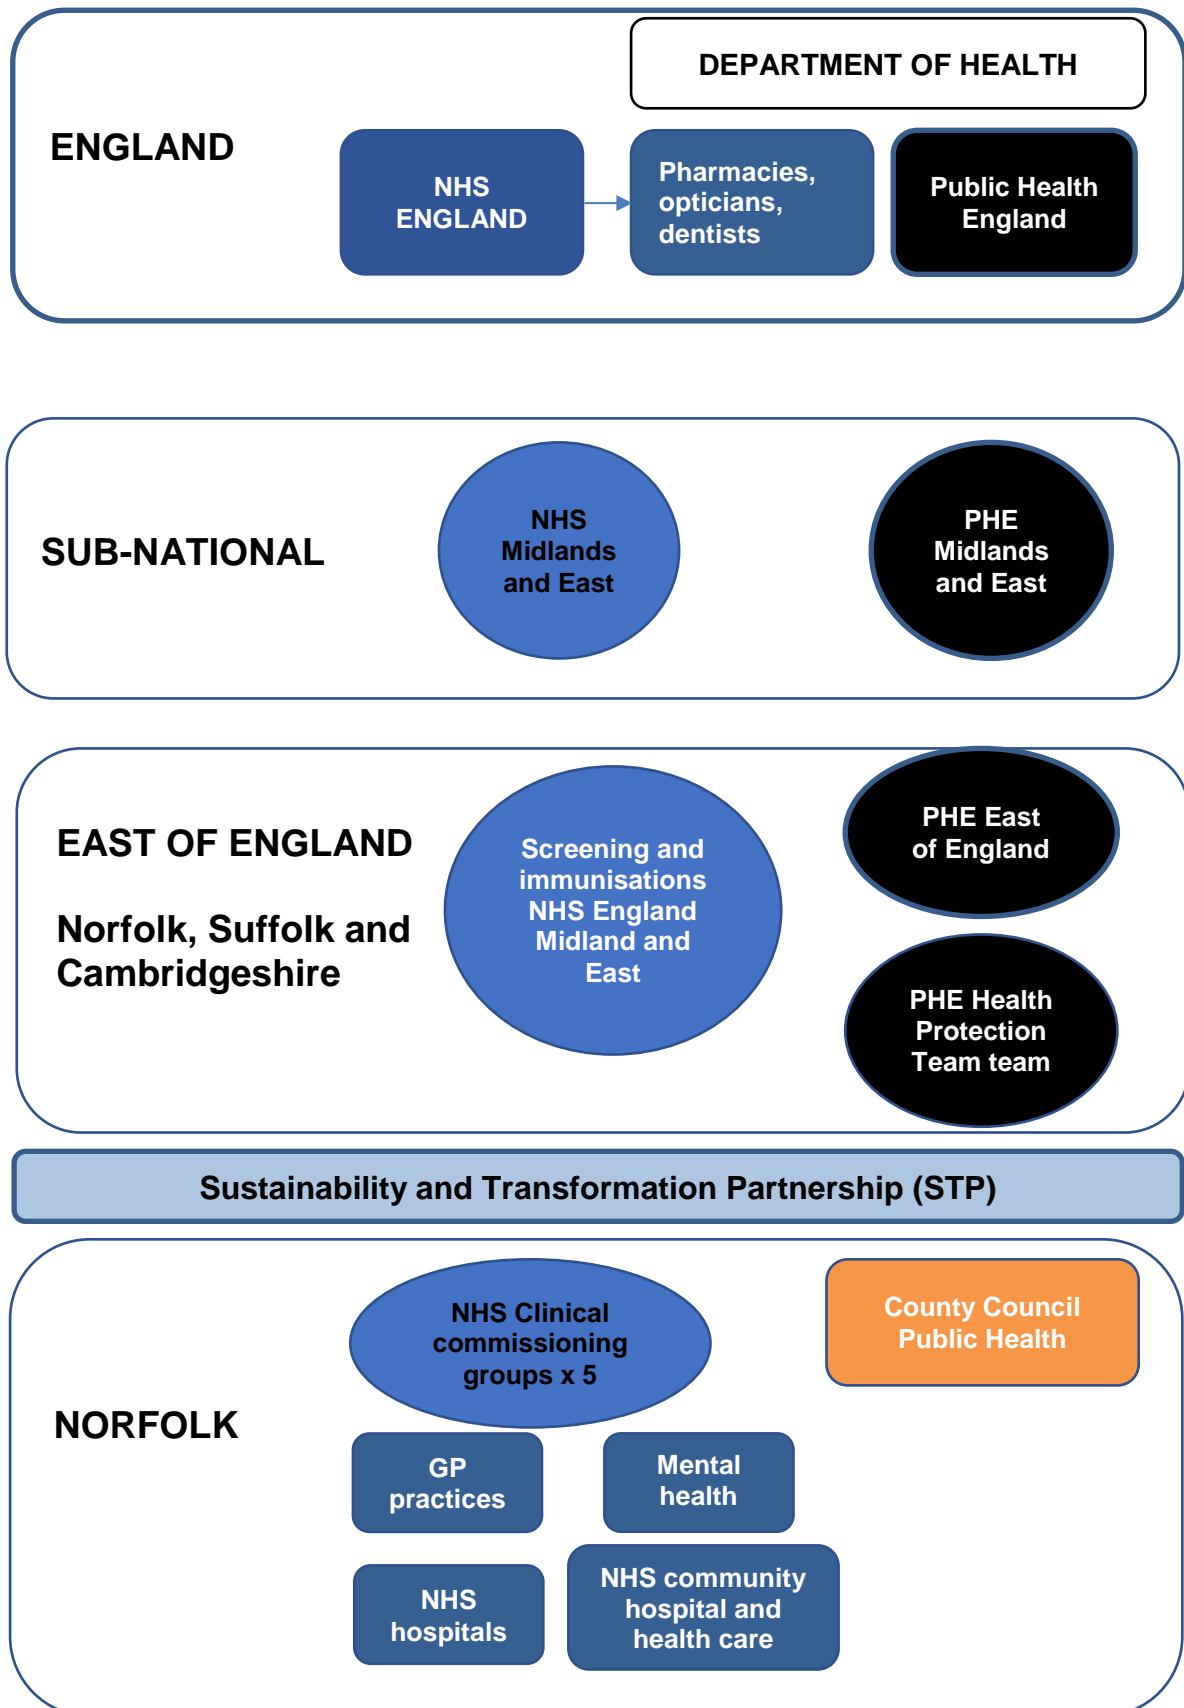 DEPARTMENT OF HEALTH
ENGLAND
NHS
ENGLAND
Pharmacies,
opticians,
dentists
Public Health
England
SUB-NATIONAL
NHS
Midlands
and East
PHE
Midlands
and East
EAST OF ENGLAND
Norfolk, Suffolk and
Cambridgeshire
Screening and
immunisations
NHS England
Midland and
East
PHE East
of England
PHE Health
Protection
Team team
Sustainability and Transformation Partnership (STP)
NORFOLK
NHS Clinical
commissioning
groups x 5
County Council
Public Health
GP
practices
Mental
health
NHS
hospitals
NHS community
hospital and
health care